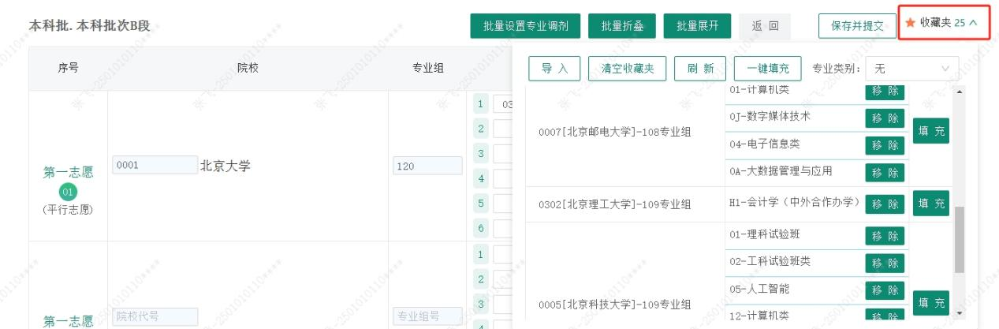 本科批. 本科批次B段
批量设置专业调剂
批量折叠
批量展开
返 回
保存并提交
收藏夹 25
序号
院校
专业组
导 入
清空收藏夹
刷 新
一键填充
专业类别:
无
第一志愿
01
(平行志愿)
0001
北京大学
120
1
03
2
3
4
5
6
0007[北京邮电大学]-108专业组
01-计算机类
移 除
0J-数字媒体技术
移 除
04-电子信息类
移 除
0A-大数据管理与应用
移 除
填 充
0302[北京理工大学]-109专业组
H1-会计学（中外合作办学）
移 除
填 充
0005[北京科技大学]-109专业组
01-理科试验班
移 除
02-工科试验班类
移 除
05-人工智能
移 除
12-计算机类
移 除
填 充
第一志愿
院校代号
专业组号
1
2
3
4
张飞-250101110****